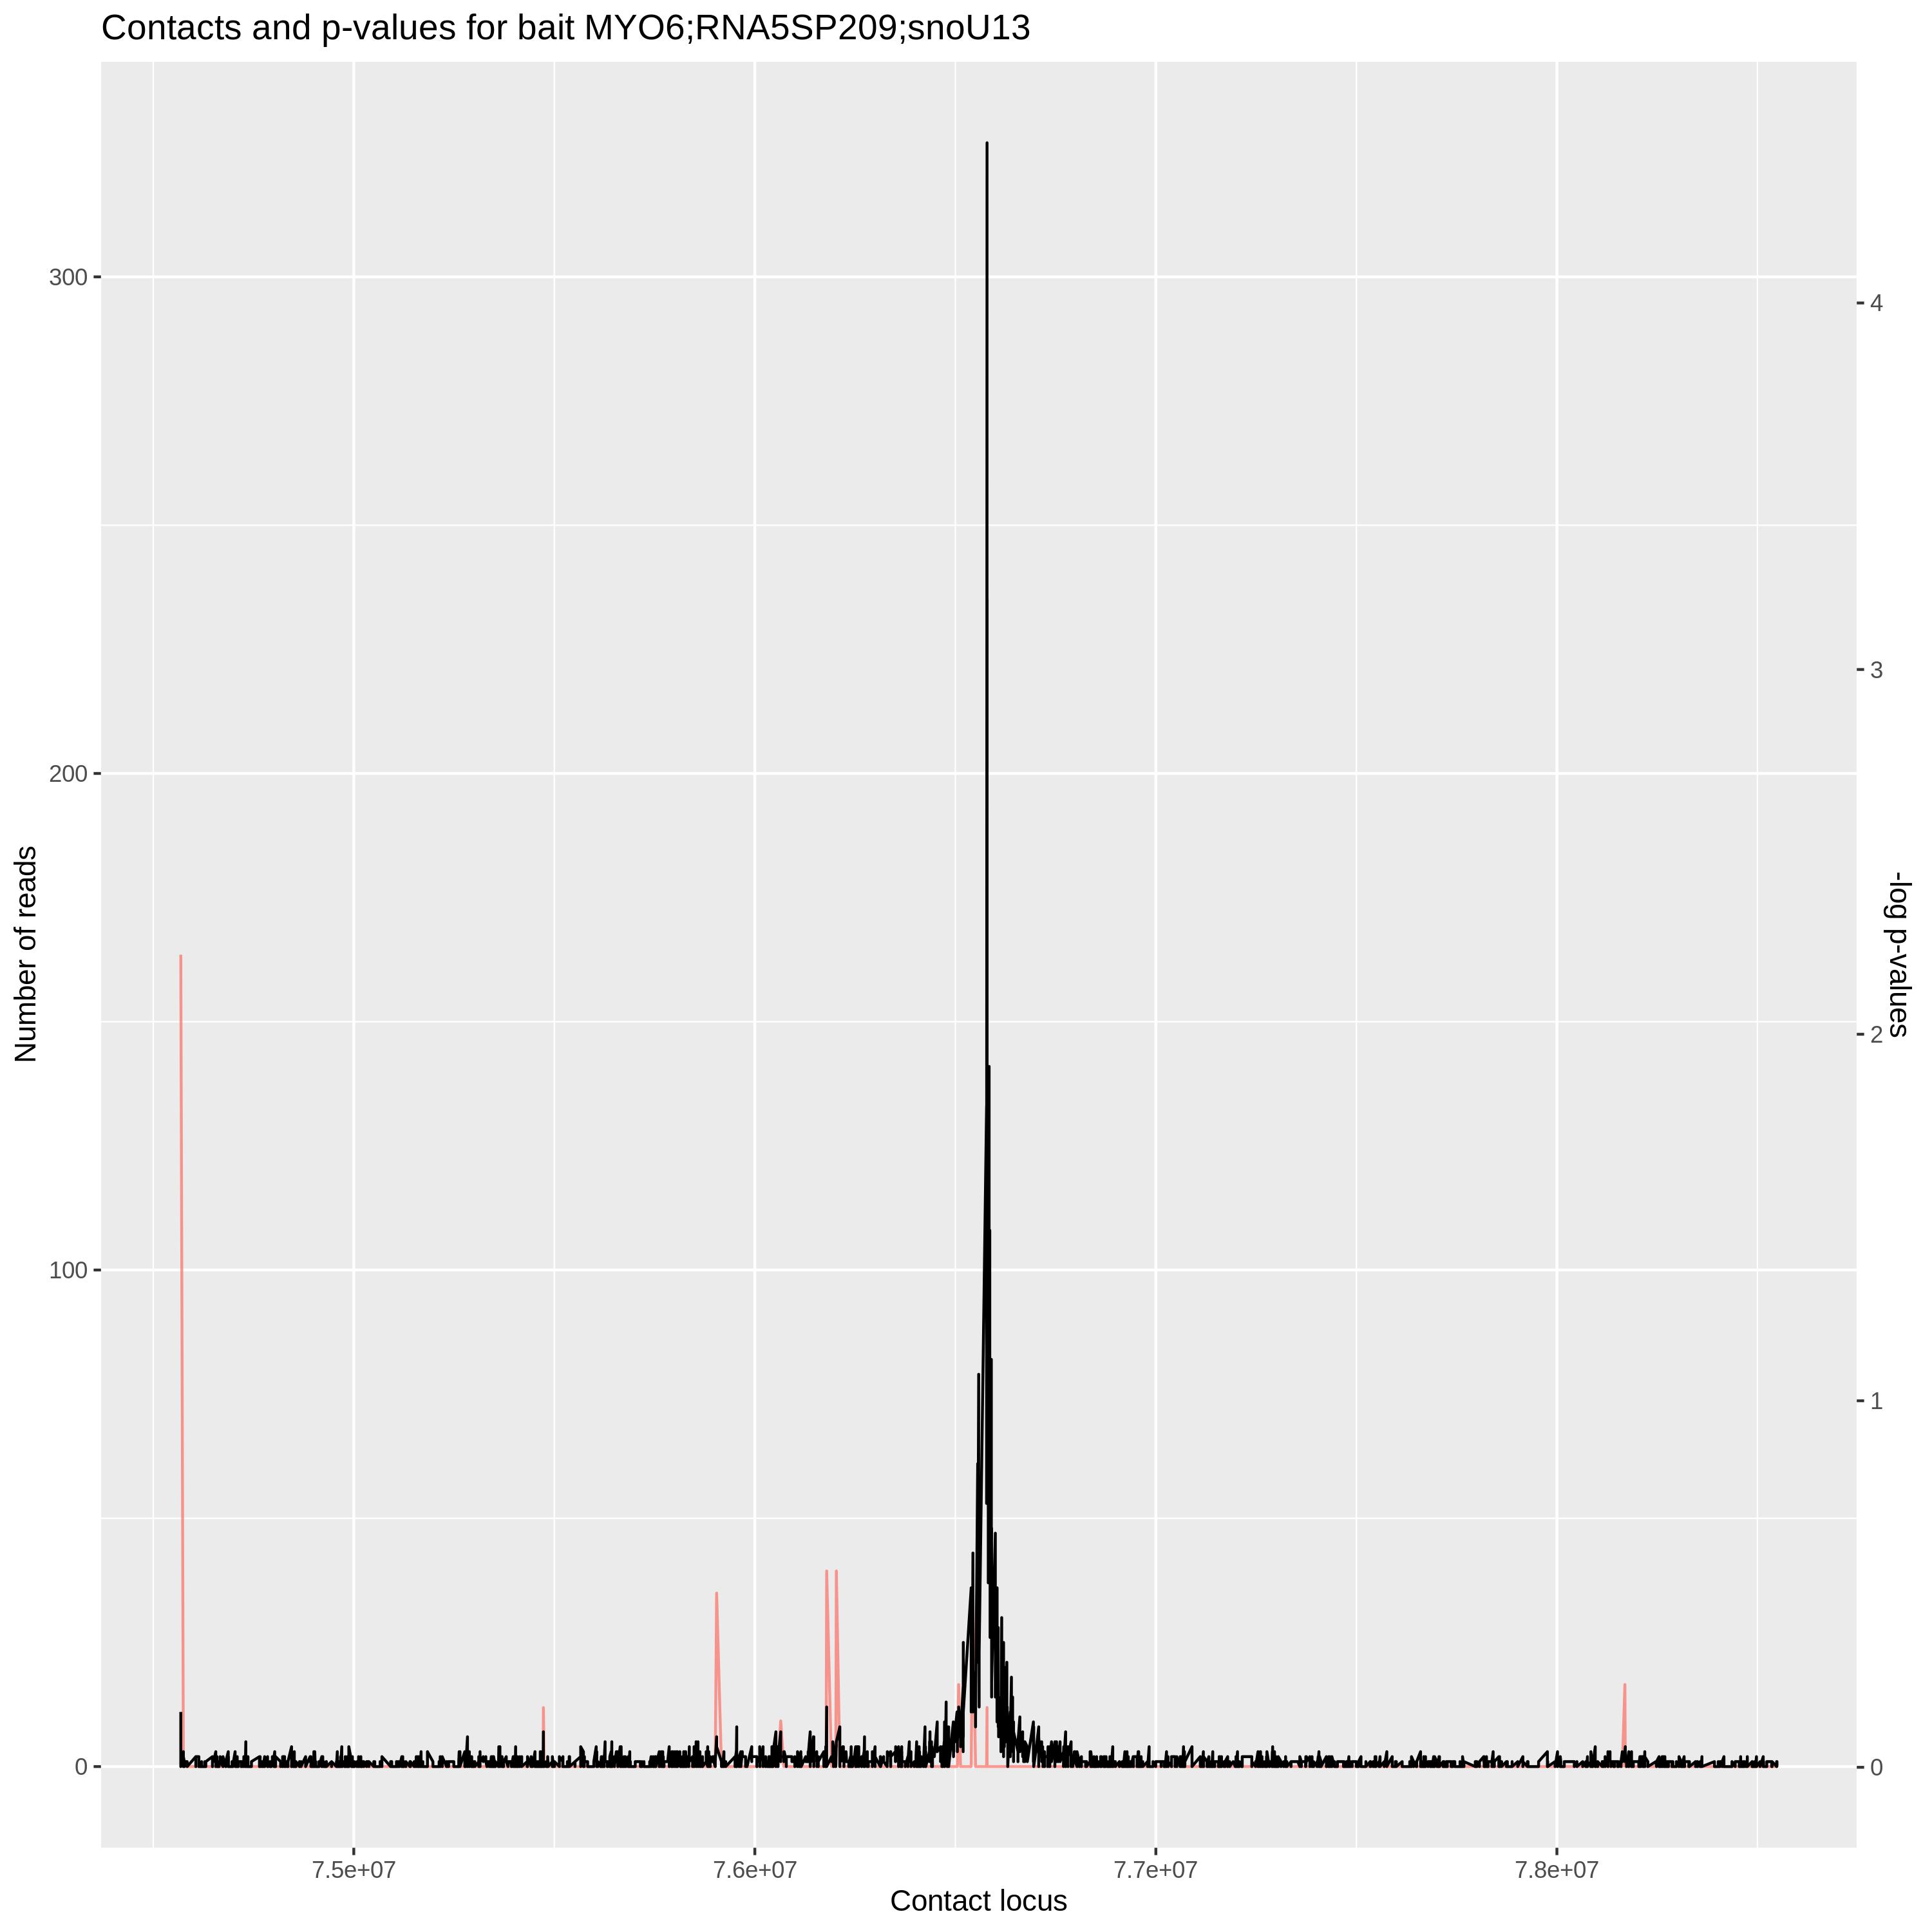 Contacts and p-values for bait MYO6;RNA5SP209;snoU13
Number of reads
300
200
100
0
4
3
2
1
0
-log p-values
7.5e+07
7.6e+07
7.7e+07
7.8e+07
Contact locus